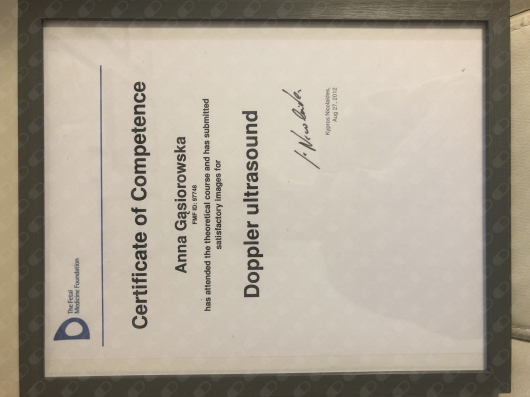 The Fetal
Medicine Foundation
Certificate of Competence
Anna Gąsiorowska
FMF ID: 97748
has attended the theoretical course and has submitted
satisfactory images for
Doppler ultrasound
Kypros Nicolaides,
Aug 27, 2012